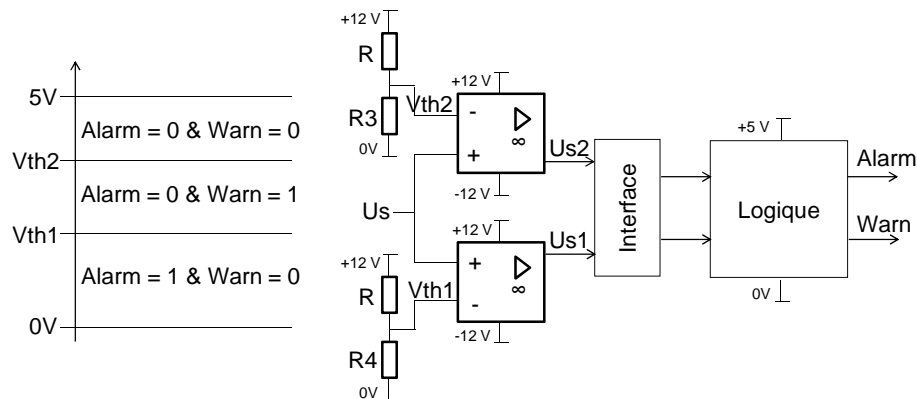 5V
Alarm = 0 & Warn = 0
Vth2
Alarm = 0 & Warn = 1
Vth1
Alarm = 1 & Warn = 0
0V
+12 V
R
R3
0V
Vth2
+12 V
-
+
∞
-12 V
Us2
Us
+12 V
R
R4
0V
Vth1
+12 V
+
-
∞
-12 V
Us1
Interface
+5 V
Logique
0V
Alarm
Warn